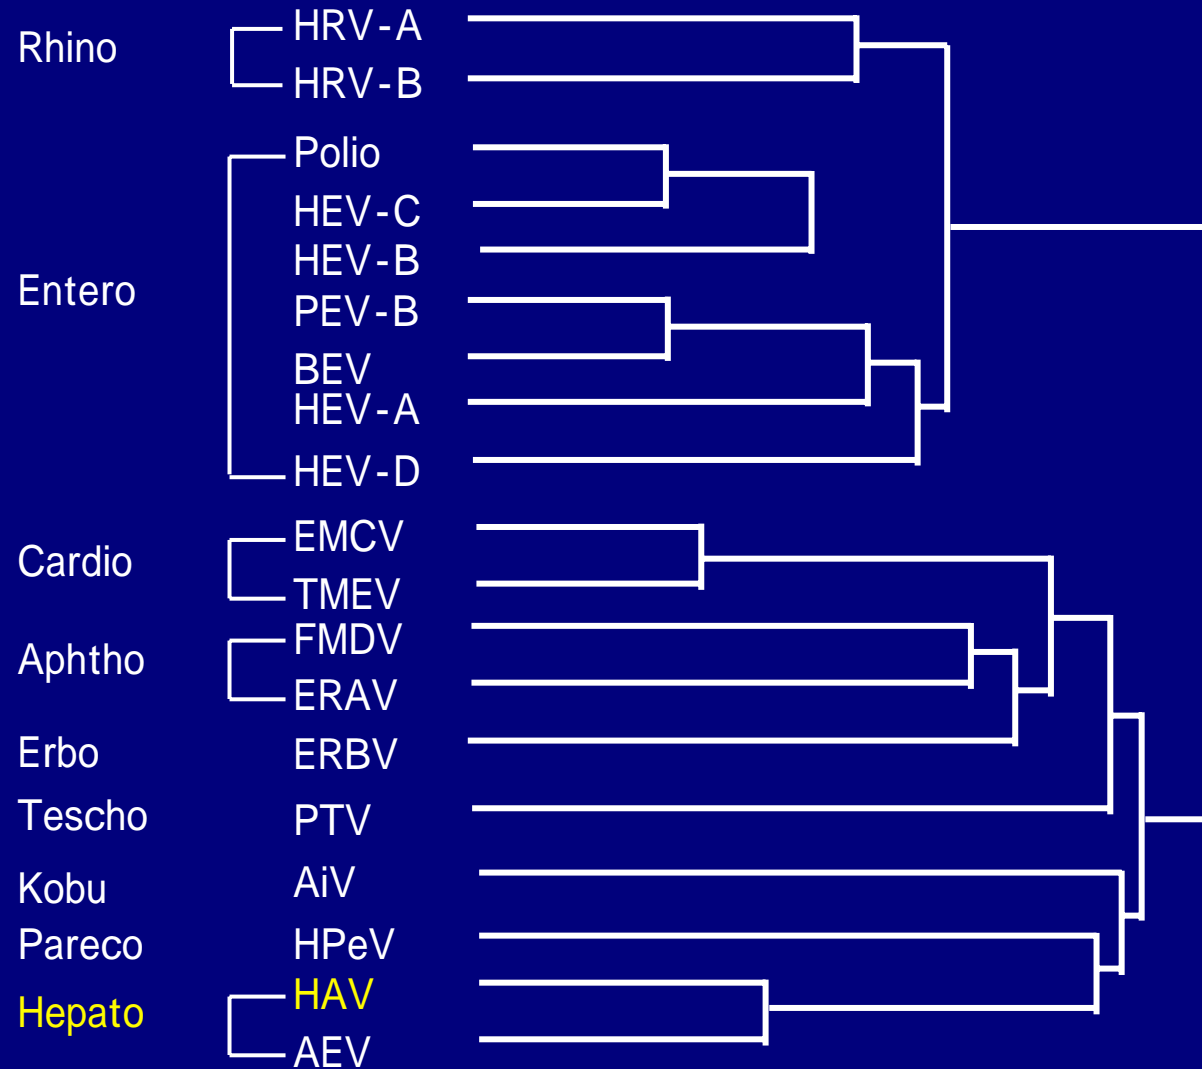 Rhino
HRV-A
HRV-B
Entero
Polio
HEV-C
HEV-B
PEV-B
BEV
HEV-A
HEV-D
Cardio
EMCV
TMEV
Aphtho
FMDV
ERAV
Erbo
ERBV
Tescho
PTV
Kobu
AiV
Pareco
HPeV
Hepato
HAV
AEV